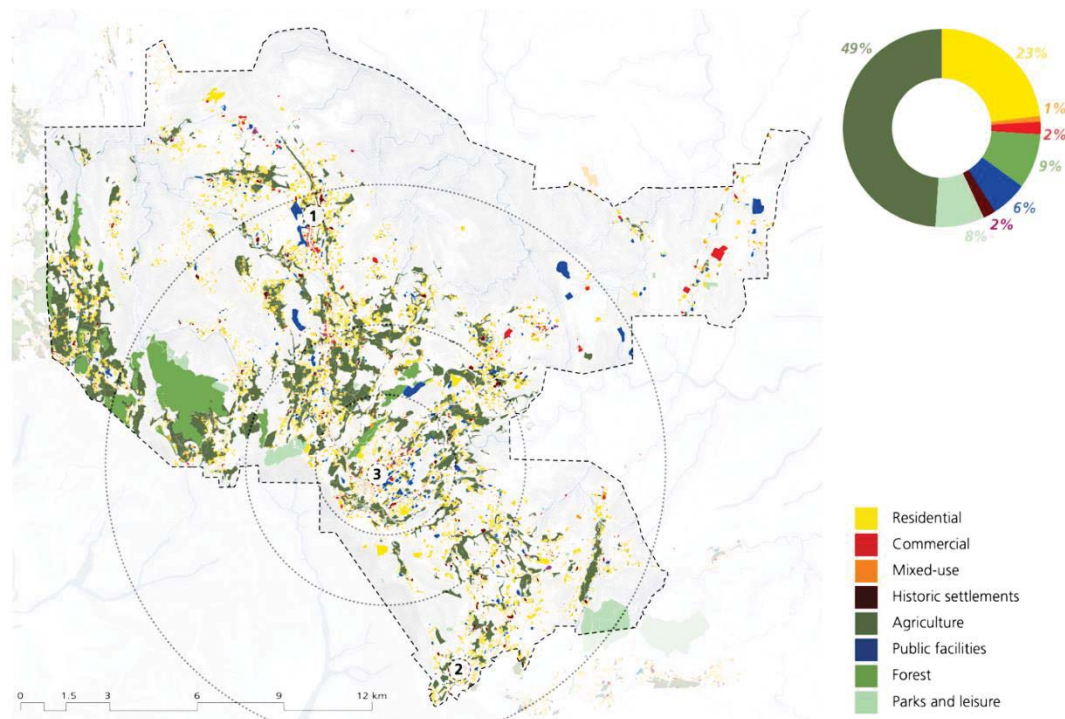 49%
23%
1%
2%
9%
6%
2%
8%
1
3
2
Residential
Commercial
Mixed-use
Historic settlements
Agriculture
Public facilities
Forest
Parks and leisure
0 1.5 3 6 9 12 km